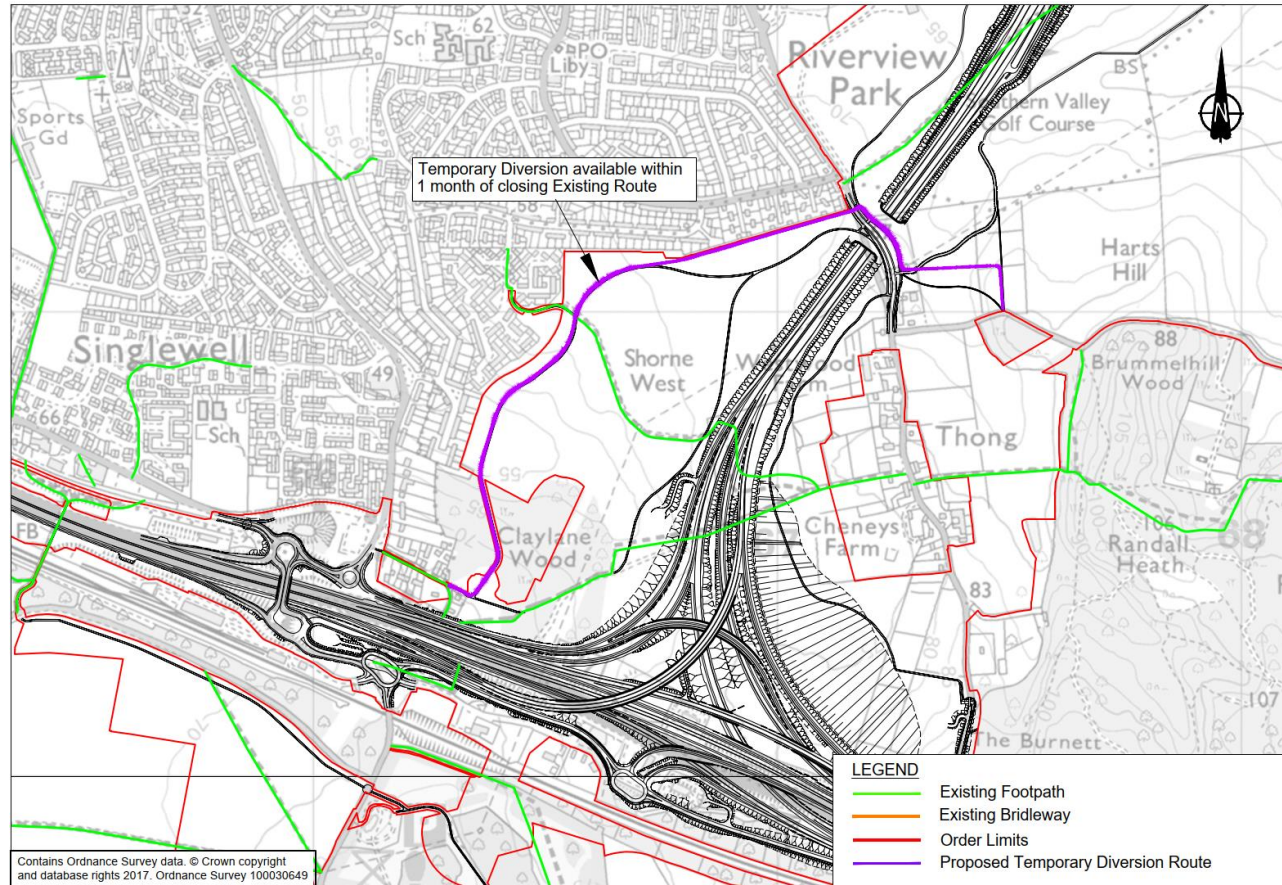 Sch
62
PO
Liby
Riverview
Park
65
BS
Southern Valley
Golf Course
N
Sports
Gd
70
Temporary Diversion available within
1 month of closing Existing Route
Harts
Hill
Singlewell
Shorne
West
88
Brummelhill
Wood
Sch
Thong
55
Claylane
Wood
Cheneys
Farm
Randall
Heath
FB
83
107
70
The Burnett
LEGEND
Existing Footpath
Existing Bridleway
Order Limits
Proposed Temporary Diversion Route
Contains Ordnance Survey data. © Crown copyright
and database rights 2017. Ordnance Survey 100030649